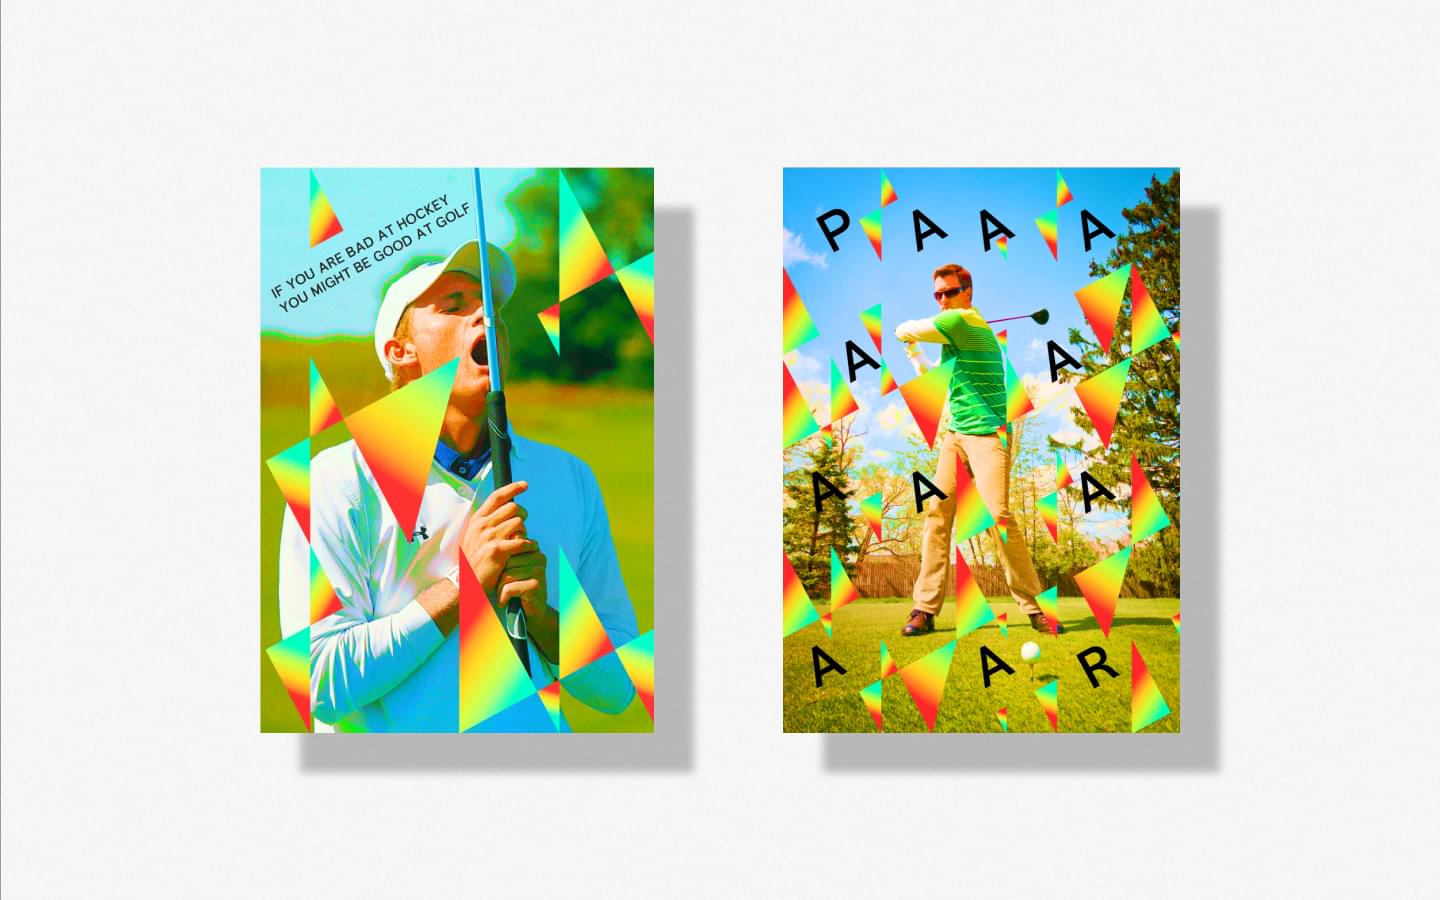 IF YOU ARE BAD AT HOCKEY
YOU MIGHT BE GOOD AT GOLF
P A A A
A A
A A A
A A R